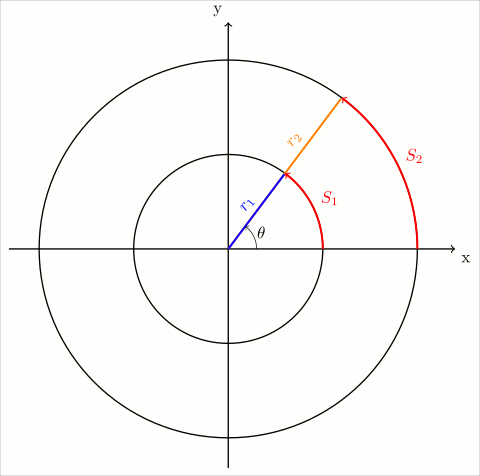 y
r₂
S₂
r₁
S₁
θ
x